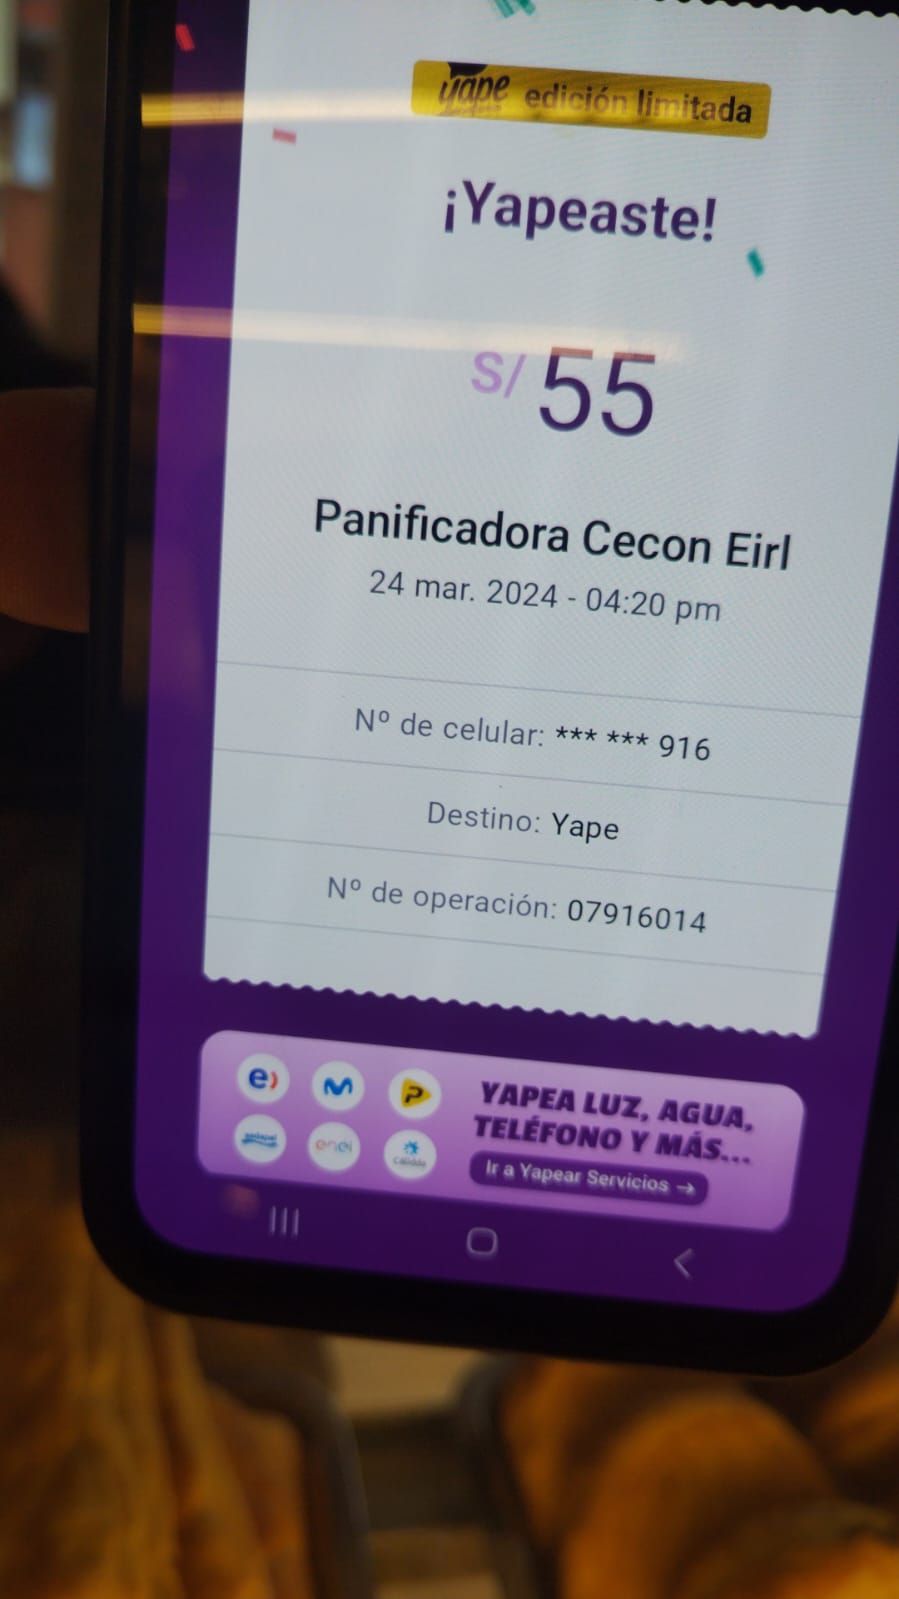 yape edición limitada
¡Yapeaste!
S/ 55
Panificadora Cecon Eirl
24 mar. 2024 - 04:20 pm
Nº de celular: *** *** 916
Destino: Yape
Nº de operación: 07916014
e)
P
enel
YAPEA LUZ, AGUA,
TELÉFONO Y MÁS...
Ir a Yapear Servicios →